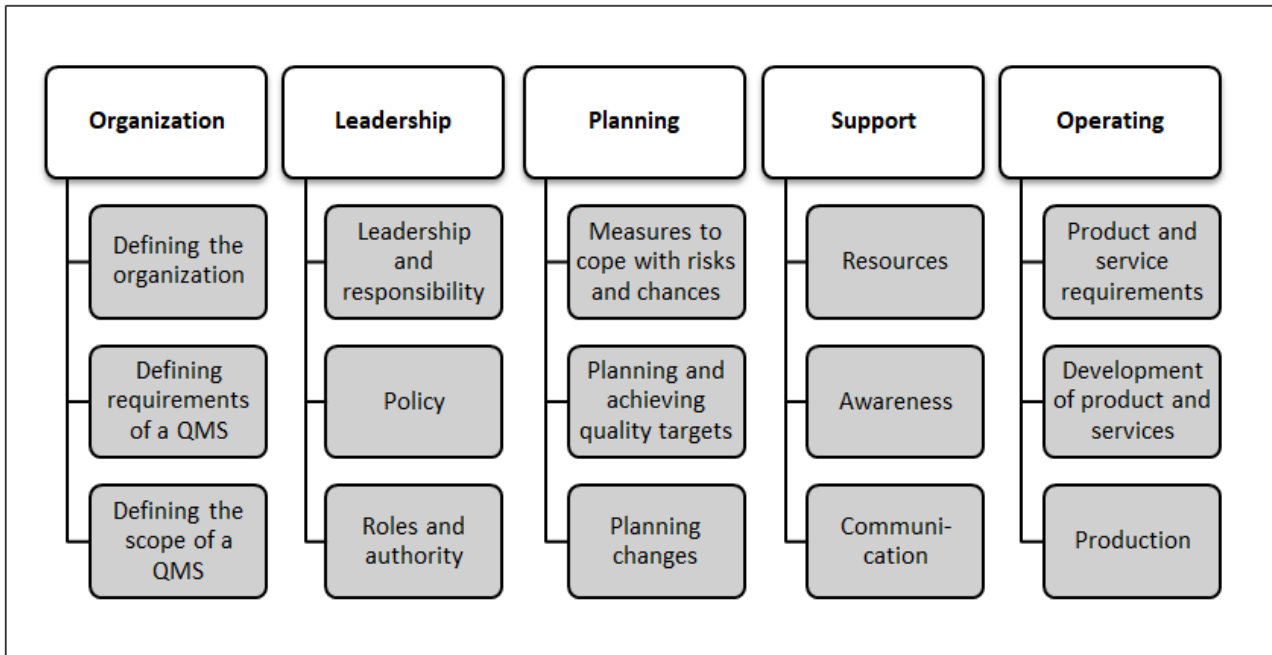 Organization
Leadership
Planning
Support
Operating
Defining the
organization
Leadership
and
responsibility
Measures to
cope with risks
and chances
Resources
Product and
service
requirements
Defining
requirements
of a QMS
Policy
Planning and
achieving
quality targets
Awareness
Development
of product and
services
Defining the
scope of a
QMS
Roles and
authority
Planning
changes
Communi-
cation
Production